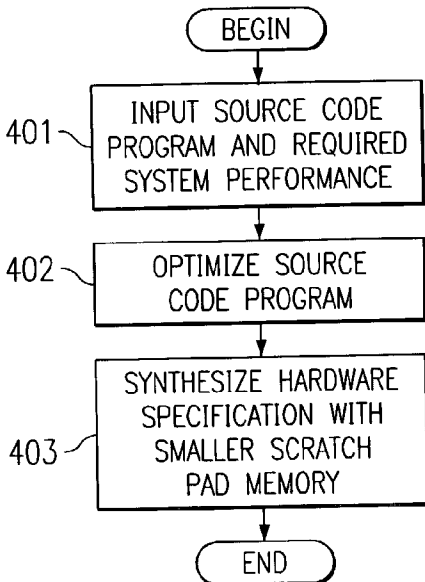 BEGIN
401
INPUT SOURCE CODE
PROGRAM AND REQUIRED
SYSTEM PERFORMANCE
402
OPTIMIZE SOURCE
CODE PROGRAM
403
SYNTHESIZE HARDWARE
SPECIFICATION WITH
SMALLER SCRATCH
PAD MEMORY
END